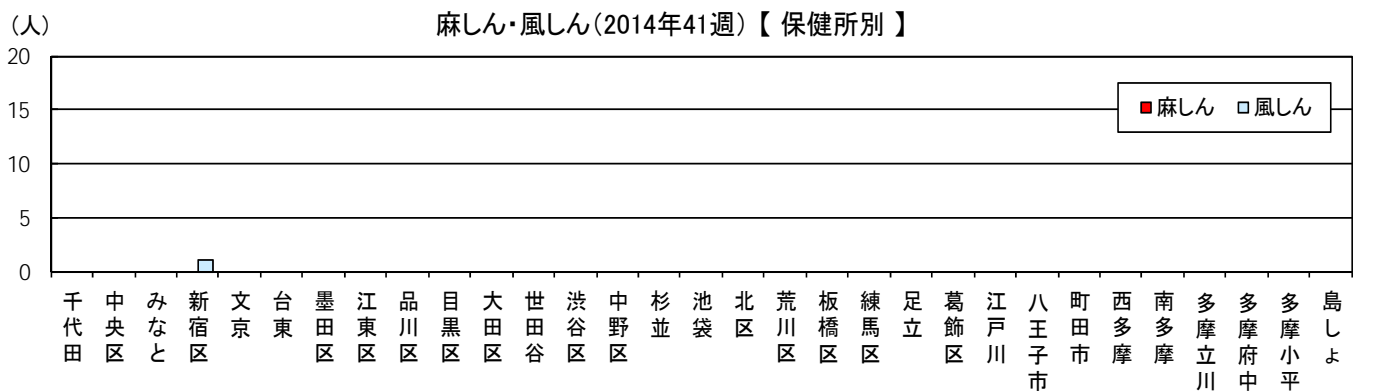 (人)
麻しん・風しん(2014年41週)【 保健所別 】
20
15
10
5
0
麻しん 風しん
千代田
中央区
みなと
新宿区
文京
台東
墨田区
江東区
品川区
目黒区
大田区
世田谷
渋谷区
中野区
杉並
池袋
北区
荒川区
板橋区
練馬区
足立
葛飾区
江戸川
八王子市
町田市
西多摩
南多摩
多摩立川
多摩府中
多摩小平
島しょ